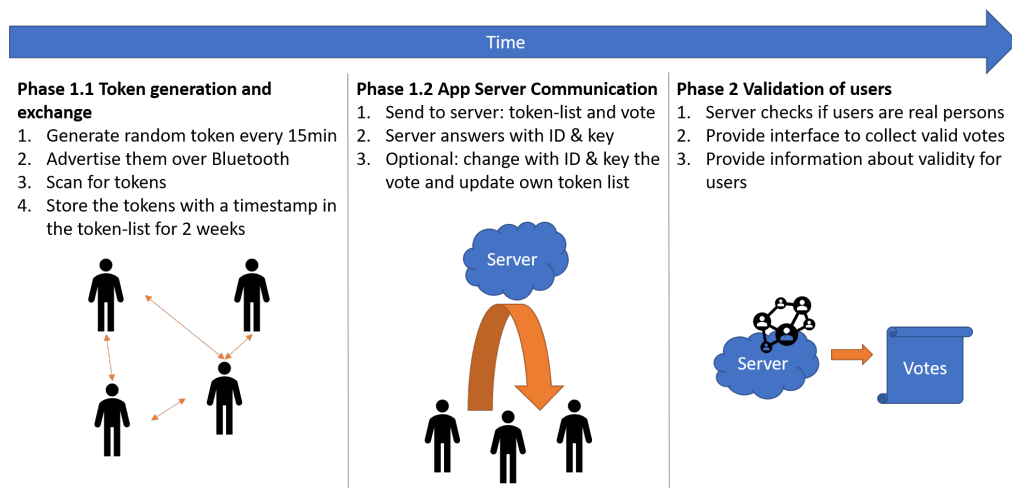 Time
Phase 1.1 Token generation and
exchange
1. Generate random token every 15min
2. Advertise them over Bluetooth
3. Scan for tokens
4. Store the tokens with a timestamp in
the token-list for 2 weeks
Phase 1.2 App Server Communication
1. Send to server: token-list and vote
2. Server answers with ID & key
3. Optional: change with ID & key the
vote and update own token list
Server
Phase 2 Validation of users
1. Server checks if users are real persons
2. Provide interface to collect valid votes
3. Provide information about validity for
users
Server
Votes